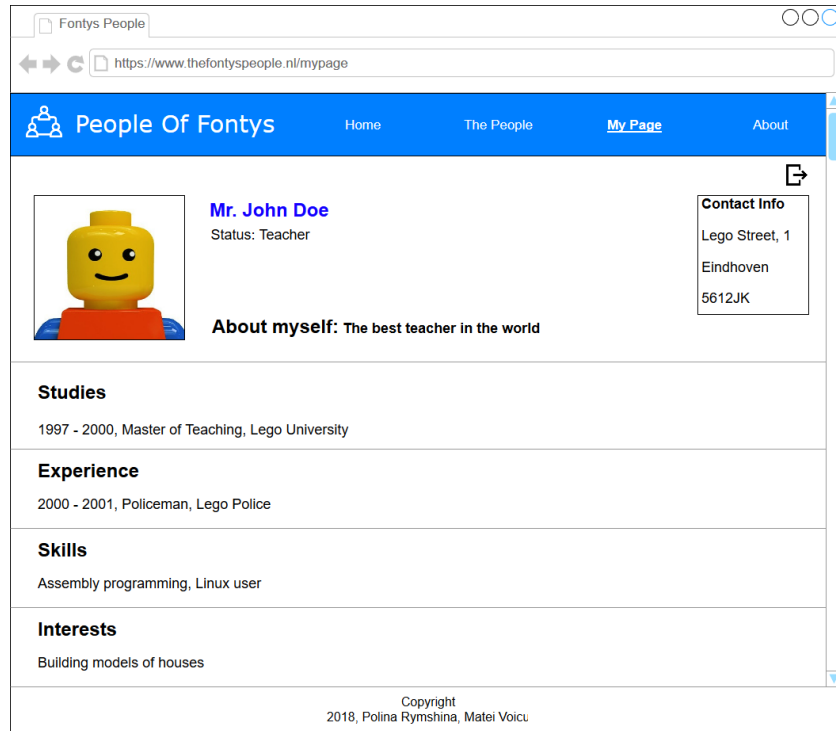 Fontys People
https://www.thefontyspeople.nl/mypage
People Of Fontys Home The People My Page About
Mr. John Doe
Status: Teacher
About myself: The best teacher in the world
Contact Info
Lego Street, 1
Eindhoven
5612JK
Studies
1997 - 2000, Master of Teaching, Lego University
Experience
2000 - 2001, Policeman, Lego Police
Skills
Assembly programming, Linux user
Interests
Building models of houses
Copyright
2018, Polina Rymshina, Matei Voicu